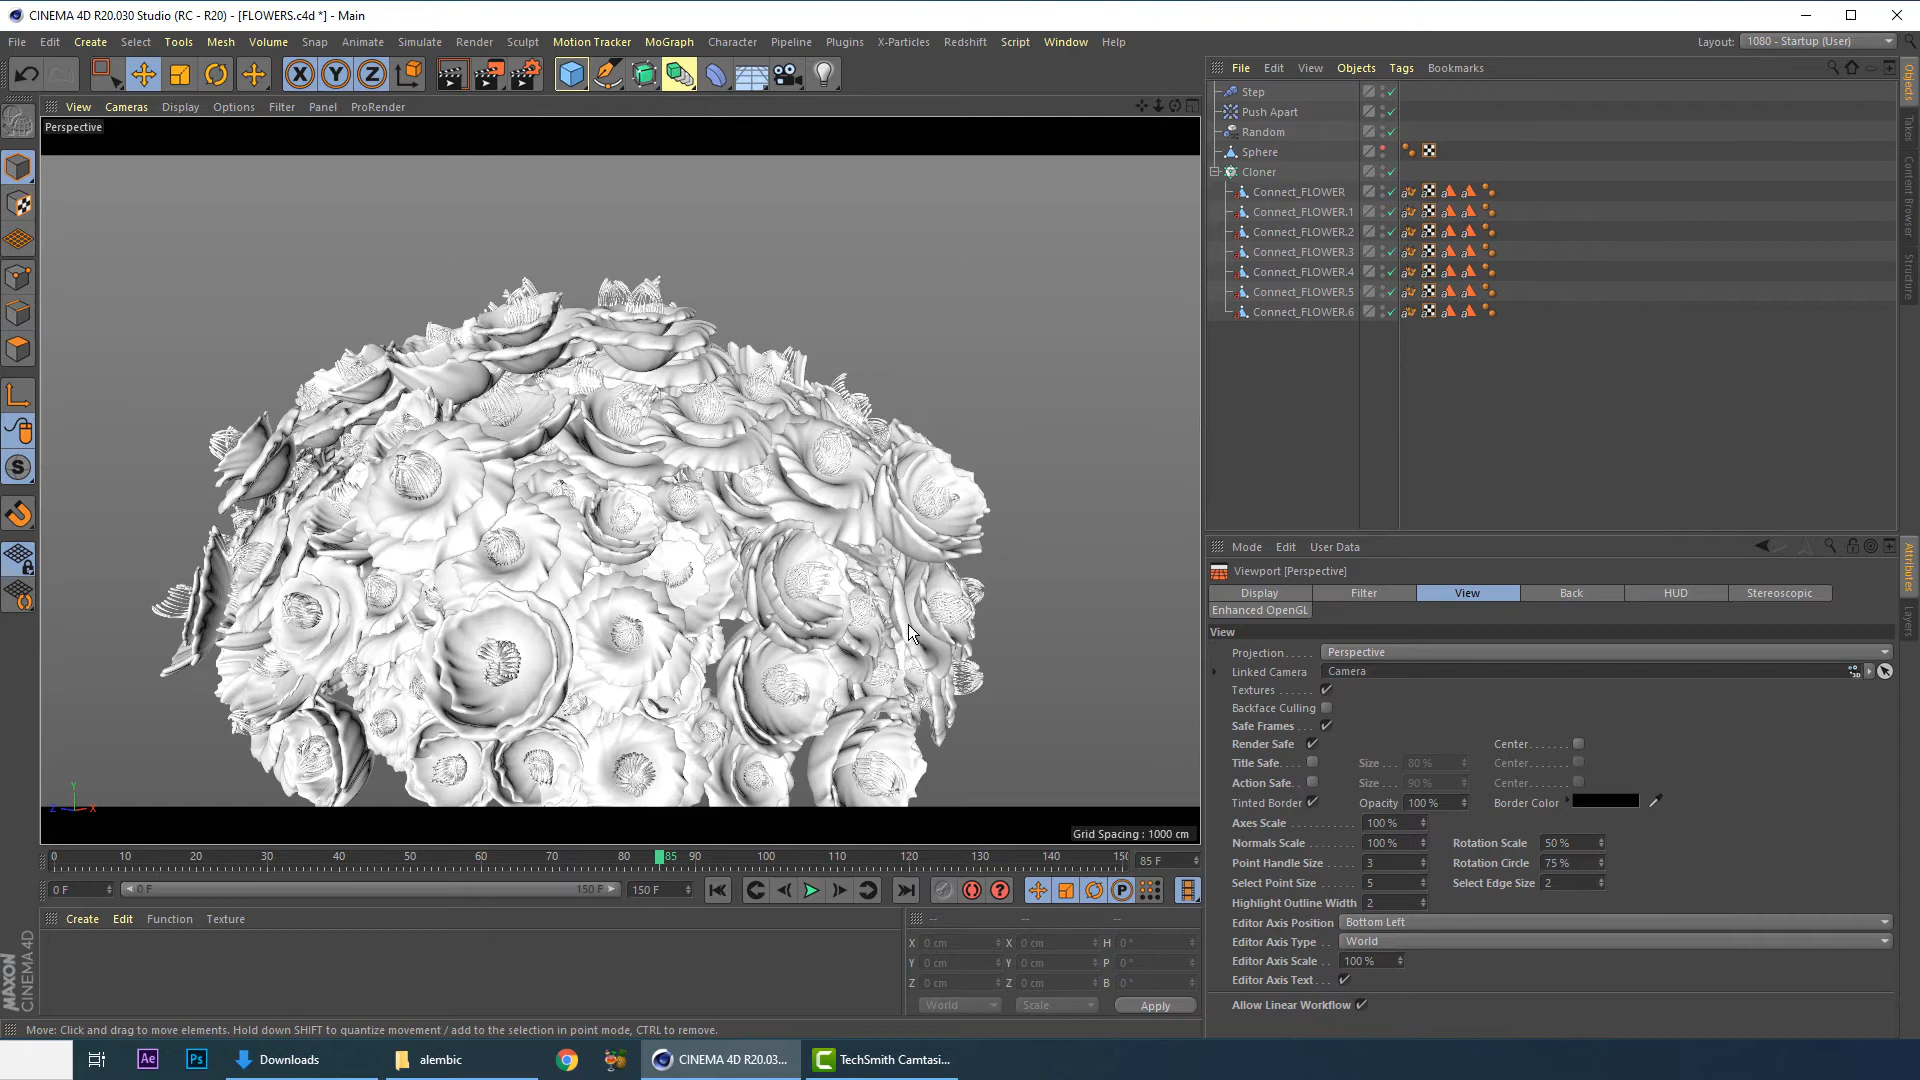 CINEMA 4D R20.030 Studio (RC - R20) - [FLOWERS.c4d *] - Main
File Edit Create Select Tools Mesh Volume Snap Animate Simulate Render Sculpt Motion Tracker MoGraph Character Pipeline Plugins X-Particles Redshift Script Window Help
Layout: 1080 - Startup (User)
File Edit View Objects Tags Bookmarks
View Cameras Display Options Filter Panel ProRender
Perspective
Step
Push Apart
Random
Sphere
Cloner
Connect_FLOWER
Connect_FLOWER.1
Connect_FLOWER.2
Connect_FLOWER.3
Connect_FLOWER.4
Connect_FLOWER.5
Connect_FLOWER.6
Objects
Takes
Content Browser
Structure
Mode Edit User Data
Viewport [Perspective]
Display Filter View Back HUD Stereoscopic
Enhanced OpenGL
Attributes
Layers
View
Projection..... Perspective
Linked Camera Camera
Textures ......
Backface Culling
Safe Frames ...
Render Safe Center.......
Title Safe.... Size ... 80 % Center.......
Action Safe.. Size ... 90 % Center.......
Tinted Border Opacity 100 % Border Color
Axes Scale ........... 100 %
Normals Scale ....... 100 % Rotation Scale 50 %
Point Handle Size .... 3 Rotation Circle 75 %
Select Point Size ..... 5 Select Edge Size 2
Highlight Outline Width 2
Editor Axis Position Bottom Left
Editor Axis Type .. World
Editor Axis Scale .. 100 %
Editor Axis Text ...
Allow Linear Workflow
Y
Z X
Grid Spacing : 1000 cm
0 10 20 30 40 50 60 70 80 85 90 100 110 120 130 140 150
85 F
0 F 0 F 150 F 150 F
Create Edit Function Texture
-- -- --
X 0 cm X 0 cm H 0 °
Y 0 cm Y 0 cm P 0 °
Z 0 cm Z 0 cm B 0 °
World Scale Apply
MAXON
CINEMA 4D
Move: Click and drag to move elements. Hold down SHIFT to quantize movement / add to the selection in point mode, CTRL to remove.
Ae Ps Downloads alembic CINEMA 4D R20.03... TechSmith Camtasi...